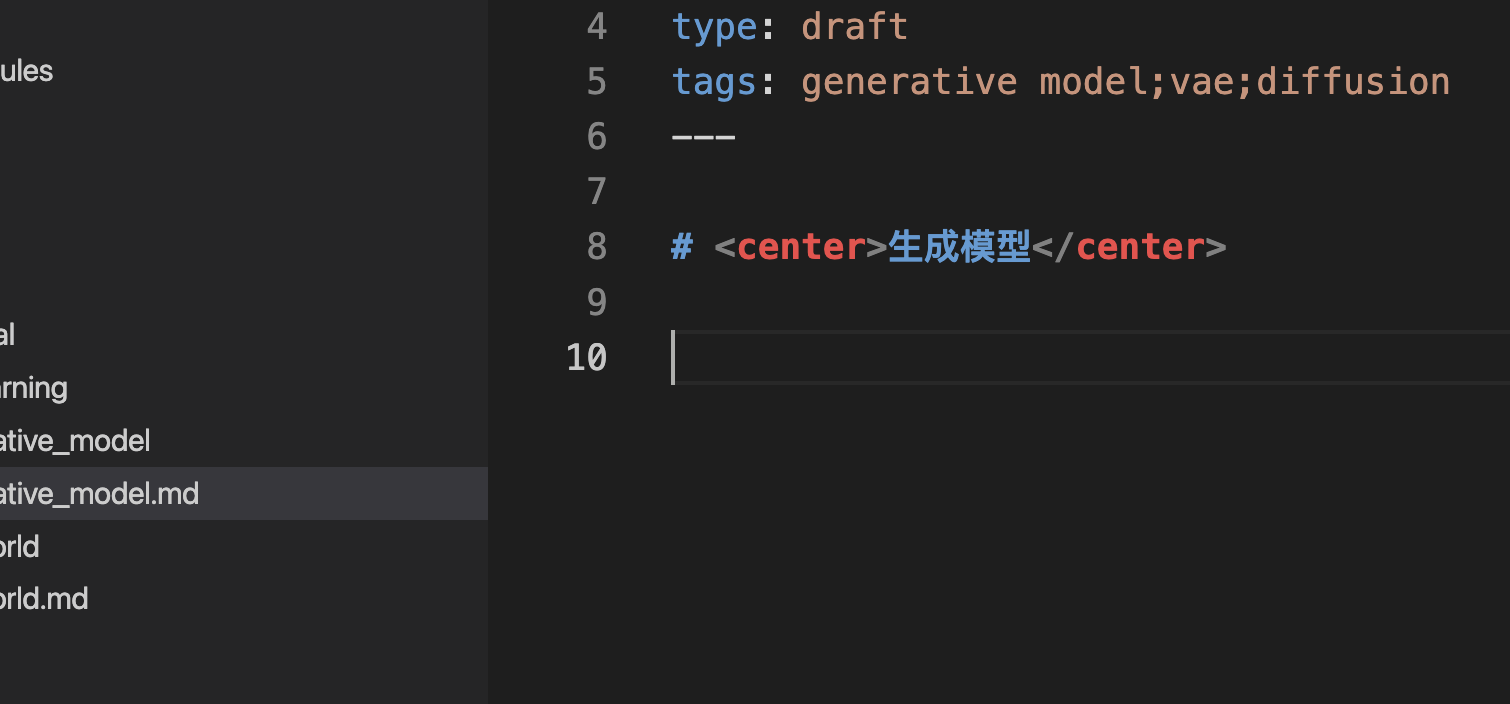 ules
al
rning
ative_model
ative_model.md
orld
orld.md
4 type: draft
5 tags: generative model;vae;diffusion
6 ---
7
8 # <center>生成模型</center>
9
10